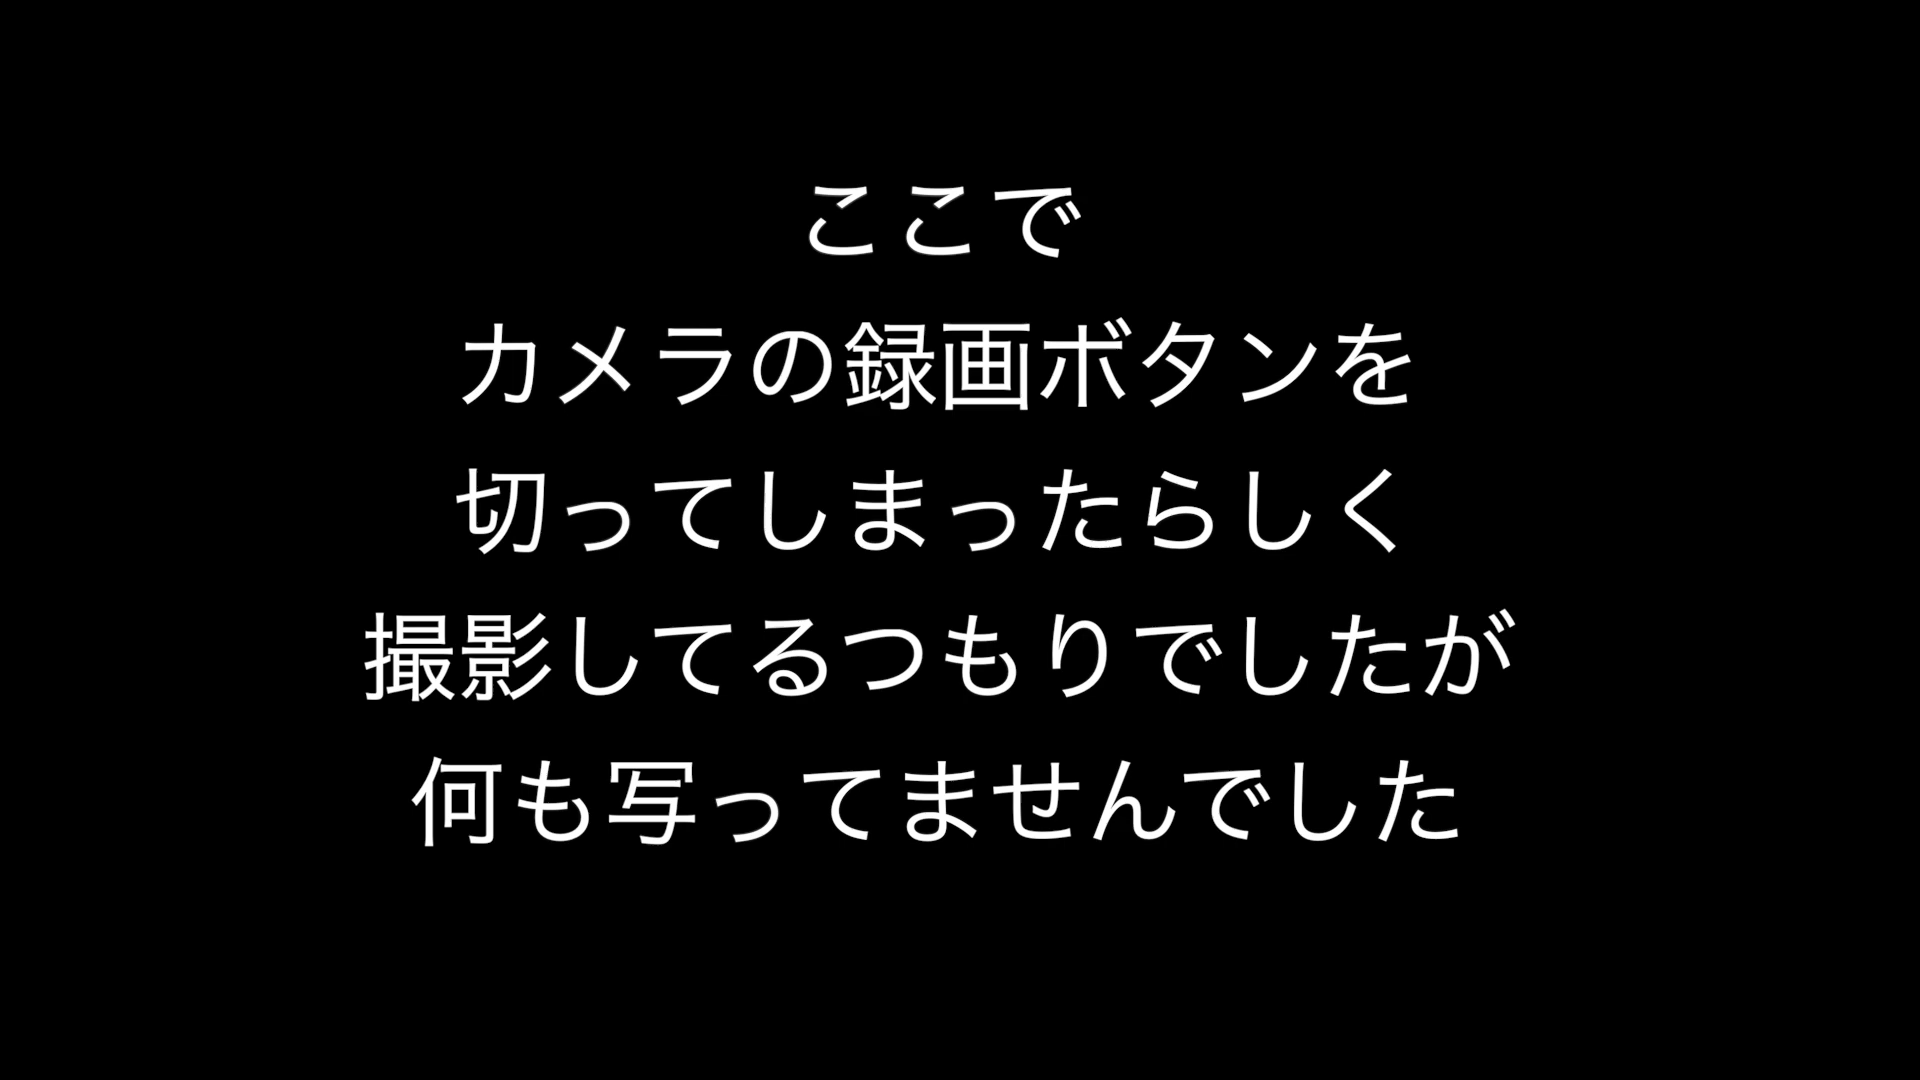 ここで
カメラの録画ボタンを
切ってしまったらしく
撮影してるつもりでしたが
何も写ってませんでした